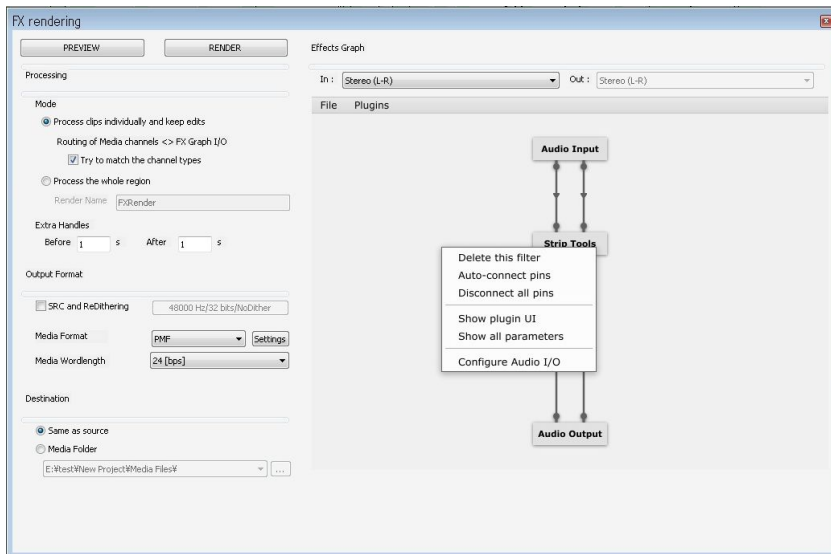 FX rendering
PREVIEW
RENDER
Processing
Mode
Process clips individually and keep edits
Routing of Media channels <> FX Graph I/O
Try to match the channel types
Process the whole region
Render Name FXRender
Extra Handles
Before 1 s After 1 s
Output Format
SRC and ReDithering 48000 Hz/32 bits/NoDither
Media Format PMF Settings
Media Wordlength 24 [bps]
Destination
Same as source
Media Folder
E:¥test¥New Project¥Media Files¥ ...
Effects Graph
In : Stereo (L-R) Out : Stereo (L-R)
File Plugins
Audio Input
Strip Tools
Delete this filter
Auto-connect pins
Disconnect all pins
Show plugin UI
Show all parameters
Configure Audio I/O
Audio Output